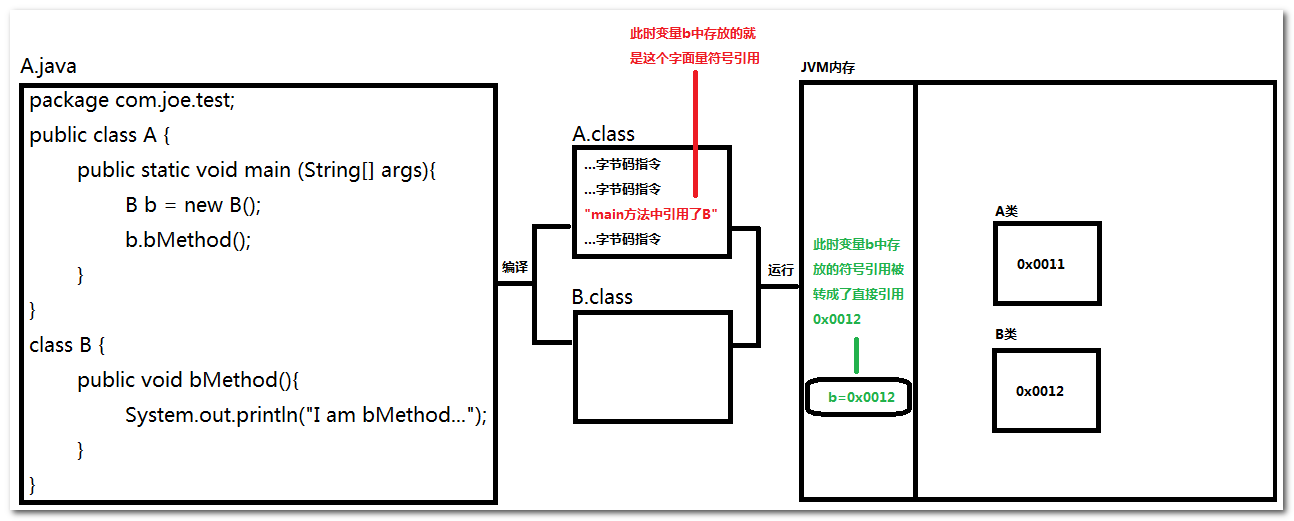 A.java
package com.joe.test;
public class A {
public static void main (String[] args){
B b = new B();
b.bMethod();
}
}
class B {
public void bMethod(){
System.out.println("I am bMethod...");
}
}
编译
此时变量b中存放的就
是这个字面量符号引用
A.class
...字节码指令
...字节码指令
"main方法中引用了B"
...字节码指令
B.class
运行
JVM内存
此时变量b中存
放的符号引用被
转成了直接引用
0x0012
b=0x0012
A类
0x0011
B类
0x0012